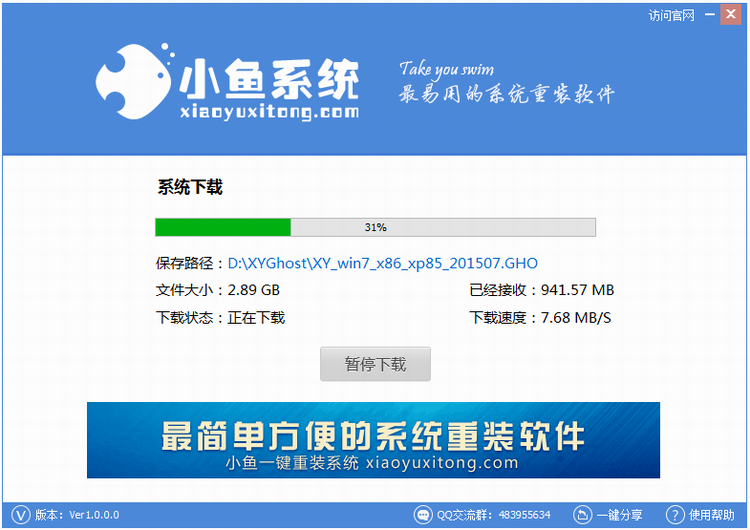 访问官网
小鱼系统
xiaoyuxitong.com
Take you swim
最易用的系统重装软件
系统下载
31%
保存路径：D:\XYGhost\XY_win7_x86_xp85_201507.GHO
文件大小：2.89 GB 已经接收：941.57 MB
下载状态：正在下载 下载速度：7.68 MB/S
暂停下载
最简单方便的系统重装软件
小鱼一键重装系统 xiaoyuxitong.com
V 版本：Ver1.0.0.0 QQ交流群：483955634 一键分享 ? 使用帮助